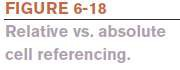 FIGURE 6-18
Relative vs. absolute
cell referencing.